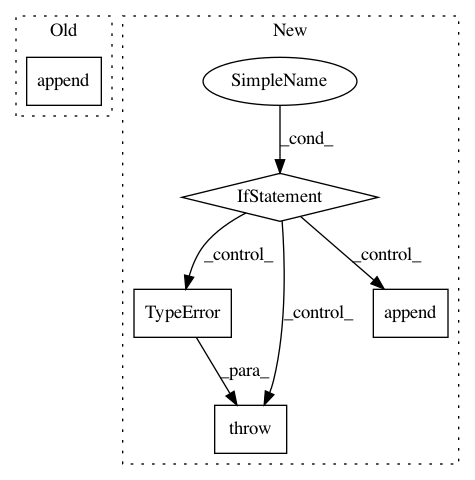 Old
New
append
SimpleName
_cond_
IfStatement
_control_
_control_
_control_
TypeError
append
_para_
throw